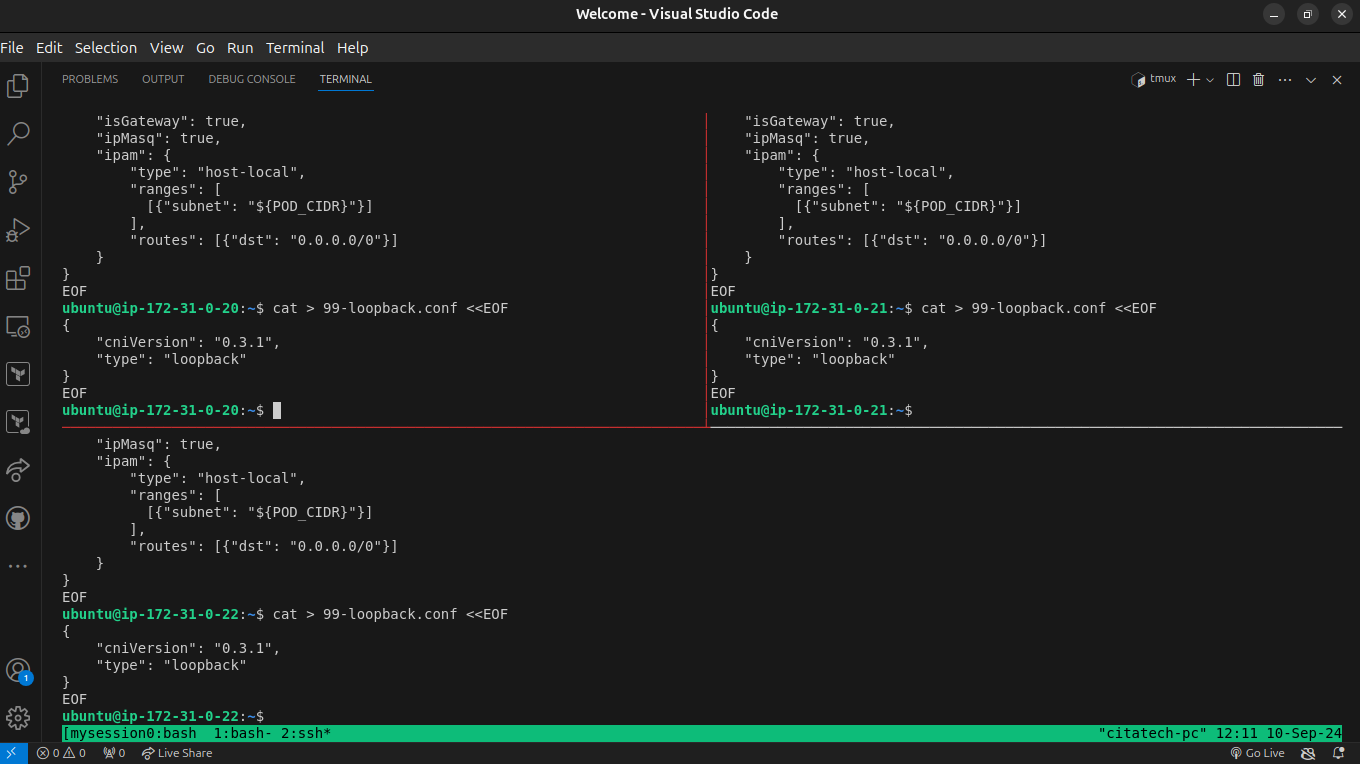 Welcome - Visual Studio Code
File Edit Selection View Go Run Terminal Help
PROBLEMS OUTPUT DEBUG CONSOLE TERMINAL
tmux
    "isGateway": true,
    "ipMasq": true,
    "ipam": {
        "type": "host-local",
        "ranges": [
          [{"subnet": "${POD_CIDR}"}]
        ],
        "routes": [{"dst": "0.0.0.0/0"}]
    }
}
EOF
ubuntu@ip-172-31-0-20:~$ cat > 99-loopback.conf <<EOF
{
    "cniVersion": "0.3.1",
    "type": "loopback"
}
EOF
ubuntu@ip-172-31-0-20:~$
    "isGateway": true,
    "ipMasq": true,
    "ipam": {
        "type": "host-local",
        "ranges": [
          [{"subnet": "${POD_CIDR}"}]
        ],
        "routes": [{"dst": "0.0.0.0/0"}]
    }
}
EOF
ubuntu@ip-172-31-0-21:~$ cat > 99-loopback.conf <<EOF
{
    "cniVersion": "0.3.1",
    "type": "loopback"
}
EOF
ubuntu@ip-172-31-0-21:~$
    "ipMasq": true,
    "ipam": {
        "type": "host-local",
        "ranges": [
          [{"subnet": "${POD_CIDR}"}]
        ],
        "routes": [{"dst": "0.0.0.0/0"}]
    }
}
EOF
ubuntu@ip-172-31-0-22:~$ cat > 99-loopback.conf <<EOF
{
    "cniVersion": "0.3.1",
    "type": "loopback"
}
EOF
ubuntu@ip-172-31-0-22:~$
[mysession0:bash  1:bash- 2:ssh* "citatech-pc" 12:11 10-Sep-24
1
0 0 0 Live Share Go Live